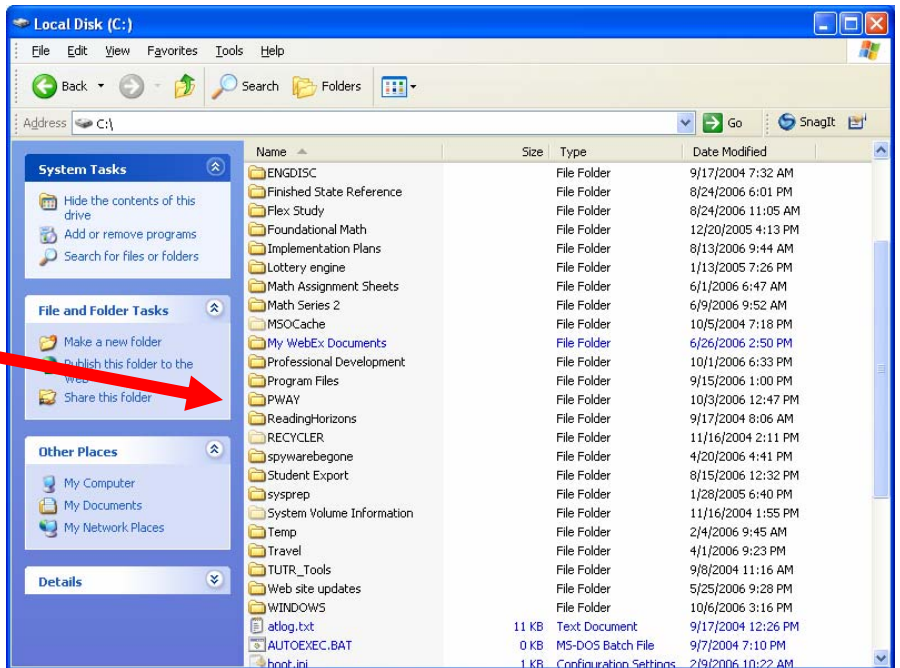 Local Disk (C:)
File Edit View Favorites Tools Help
Back Search Folders
Address C:\ Go SnagIt
System Tasks
Hide the contents of this
drive
Add or remove programs
Search for files or folders
File and Folder Tasks
Make a new folder
Publish this folder to the
Web
Share this folder
Other Places
My Computer
My Documents
My Network Places
Details
Name Size Type Date Modified
ENGDISC File Folder 9/17/2004 7:32 AM
Finished State Reference File Folder 8/24/2006 6:01 PM
Flex Study File Folder 8/24/2006 11:05 AM
Foundational Math File Folder 12/20/2005 4:13 PM
Implementation Plans File Folder 8/13/2006 9:44 AM
Lottery engine File Folder 1/13/2005 7:26 PM
Math Assignment Sheets File Folder 6/1/2006 6:47 AM
Math Series 2 File Folder 6/9/2006 9:52 AM
MSOCache File Folder 10/5/2004 7:18 PM
My WebEx Documents File Folder 6/26/2006 2:50 PM
Professional Development File Folder 10/1/2006 6:33 PM
Program Files File Folder 9/15/2006 1:00 PM
PWAY File Folder 10/3/2006 12:47 PM
ReadingHorizons File Folder 9/17/2004 8:06 AM
RECYCLER File Folder 11/16/2004 2:11 PM
spywarebegone File Folder 4/20/2006 4:41 PM
Student Export File Folder 8/15/2006 12:32 PM
sysprep File Folder 1/28/2005 6:40 PM
System Volume Information File Folder 11/16/2004 1:55 PM
Temp File Folder 2/4/2006 9:45 AM
Travel File Folder 4/1/2006 9:23 PM
TUTR_Tools File Folder 9/8/2004 11:16 AM
Web site updates File Folder 5/25/2006 9:28 PM
WINDOWS File Folder 10/6/2006 3:16 PM
atlog.txt 11 KB Text Document 9/17/2004 12:26 PM
AUTOEXEC.BAT 0 KB MS-DOS Batch File 9/7/2004 7:10 PM
boot.ini 1 KB Configuration Settings 2/9/2006 10:22 AM